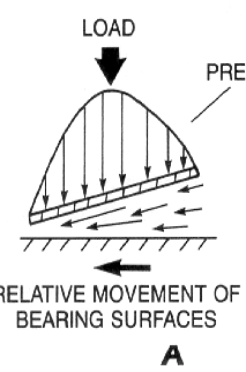 LOAD
PRE
RELATIVE MOVEMENT OF
BEARING SURFACES
A